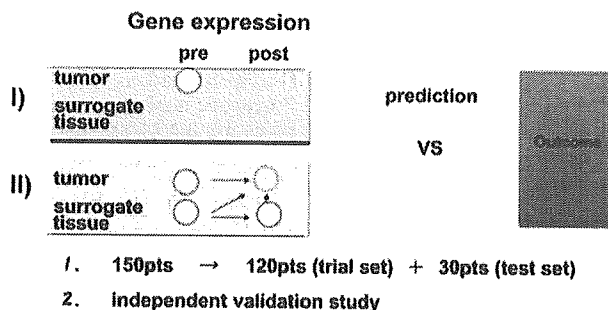 Gene expression
pre post
I) tumor
surrogate
tissue
prediction
VS
Outcome
II) tumor
surrogate
tissue
1. 150pts → 120pts (trial set) + 30pts (test set)
2. independent validation study